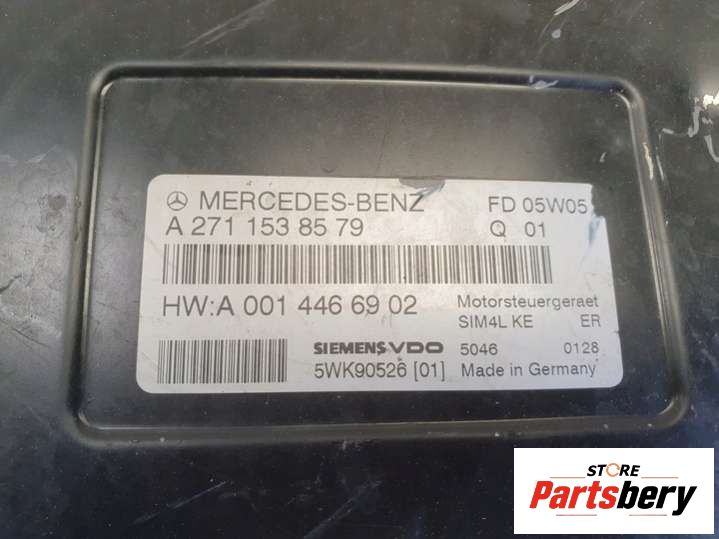 MERCEDES-BENZ FD 05W05
A 271 153 85 79 Q 01
HW:A 001 446 69 02 Motorsteuergeraet
SIM4L KE ER
SIEMENS VDO 5046 0128
5WK90526 [01] Made in Germany
STORE
Partsbery